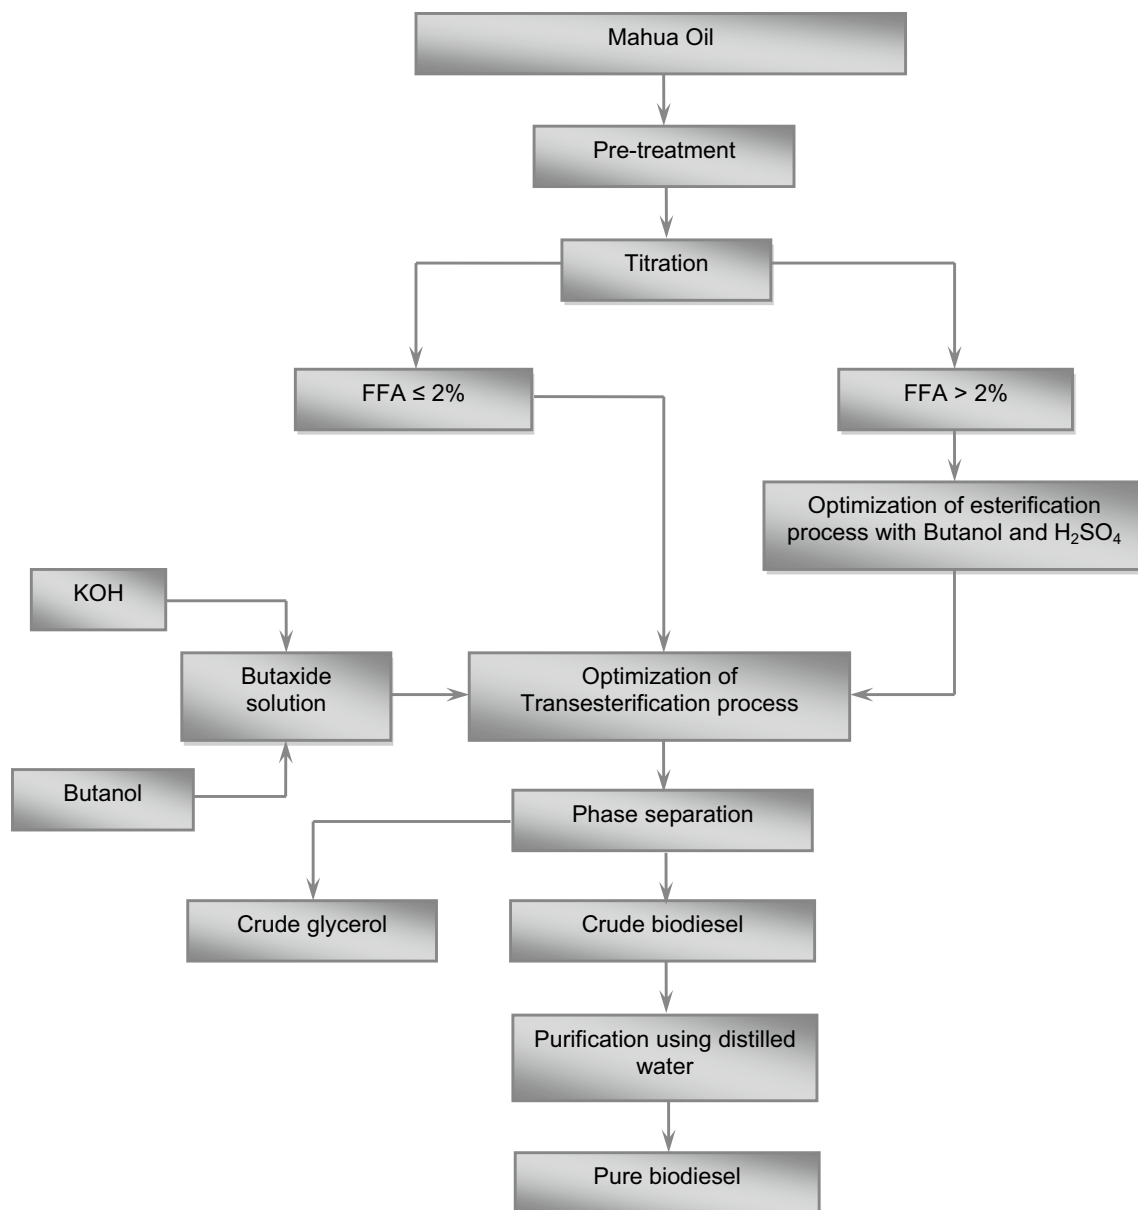 Mahua Oil
Pre-treatment
Titration
FFA ≤ 2%
FFA > 2%
Optimization of esterification
process with Butanol and H₂SO₄
KOH
Butaxide
solution
Optimization of
Transesterification process
Butanol
Phase separation
Crude glycerol
Crude biodiesel
Purification using distilled
water
Pure biodiesel